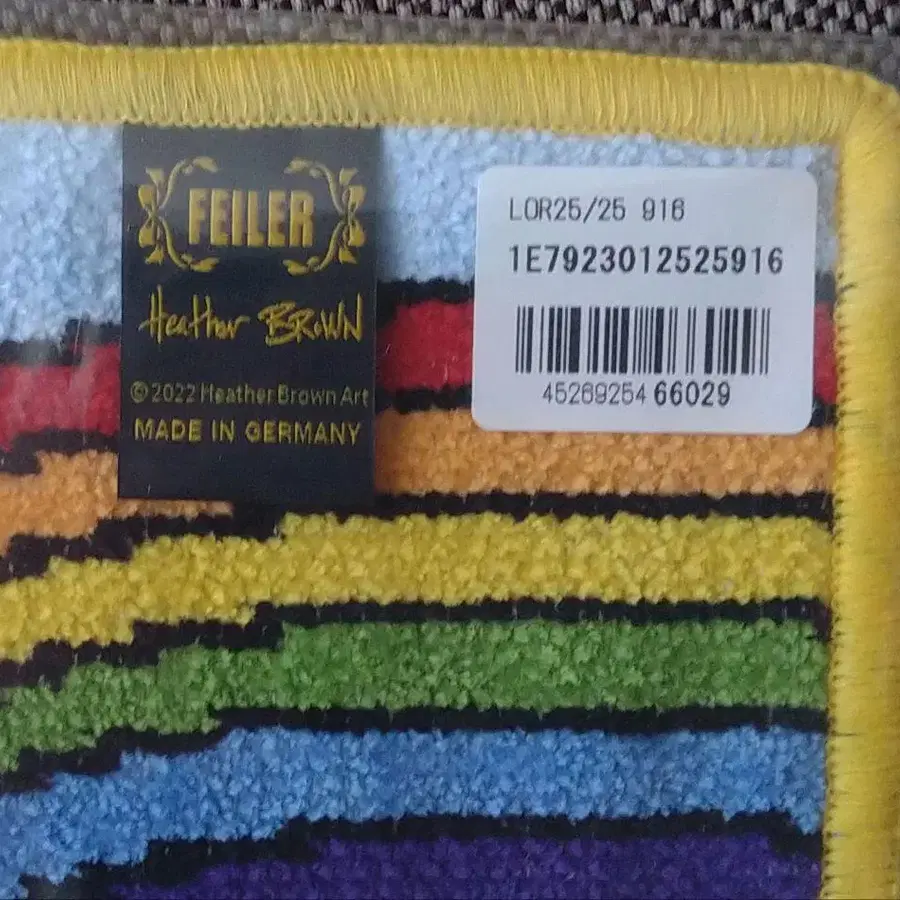 FEILER
Heather BROWN
© 2022 Heather Brown Art
MADE IN GERMANY
LOR25/25 916
1E7923012525916
45269254 66029